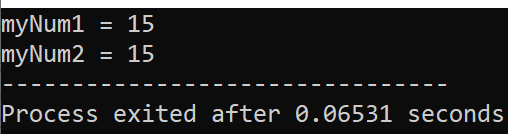 myNum1 = 15
myNum2 = 15
--------------------------------
Process exited after 0.06531 seconds